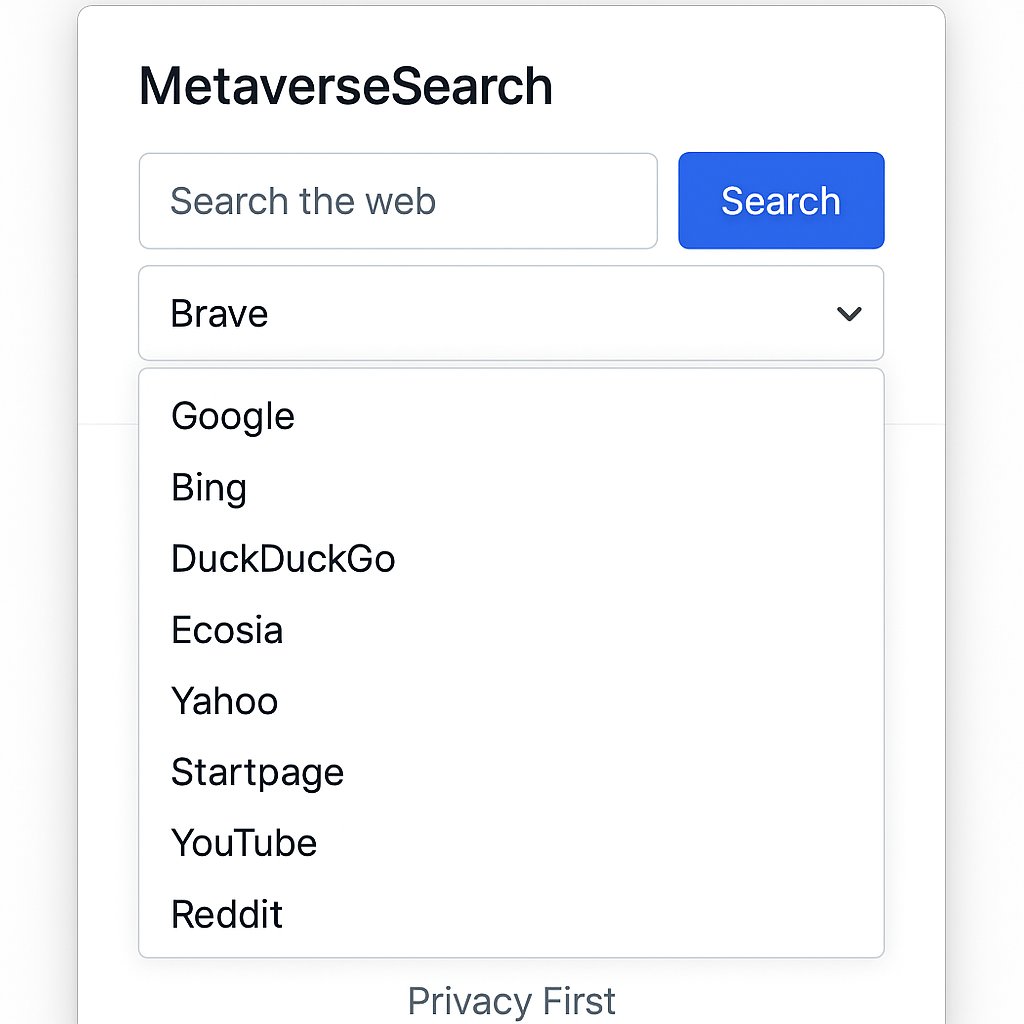 MetaverseSearch
Search the web
Search
Brave
Google
Bing
DuckDuckGo
Ecosia
Yahoo
Startpage
YouTube
Reddit
Privacy First